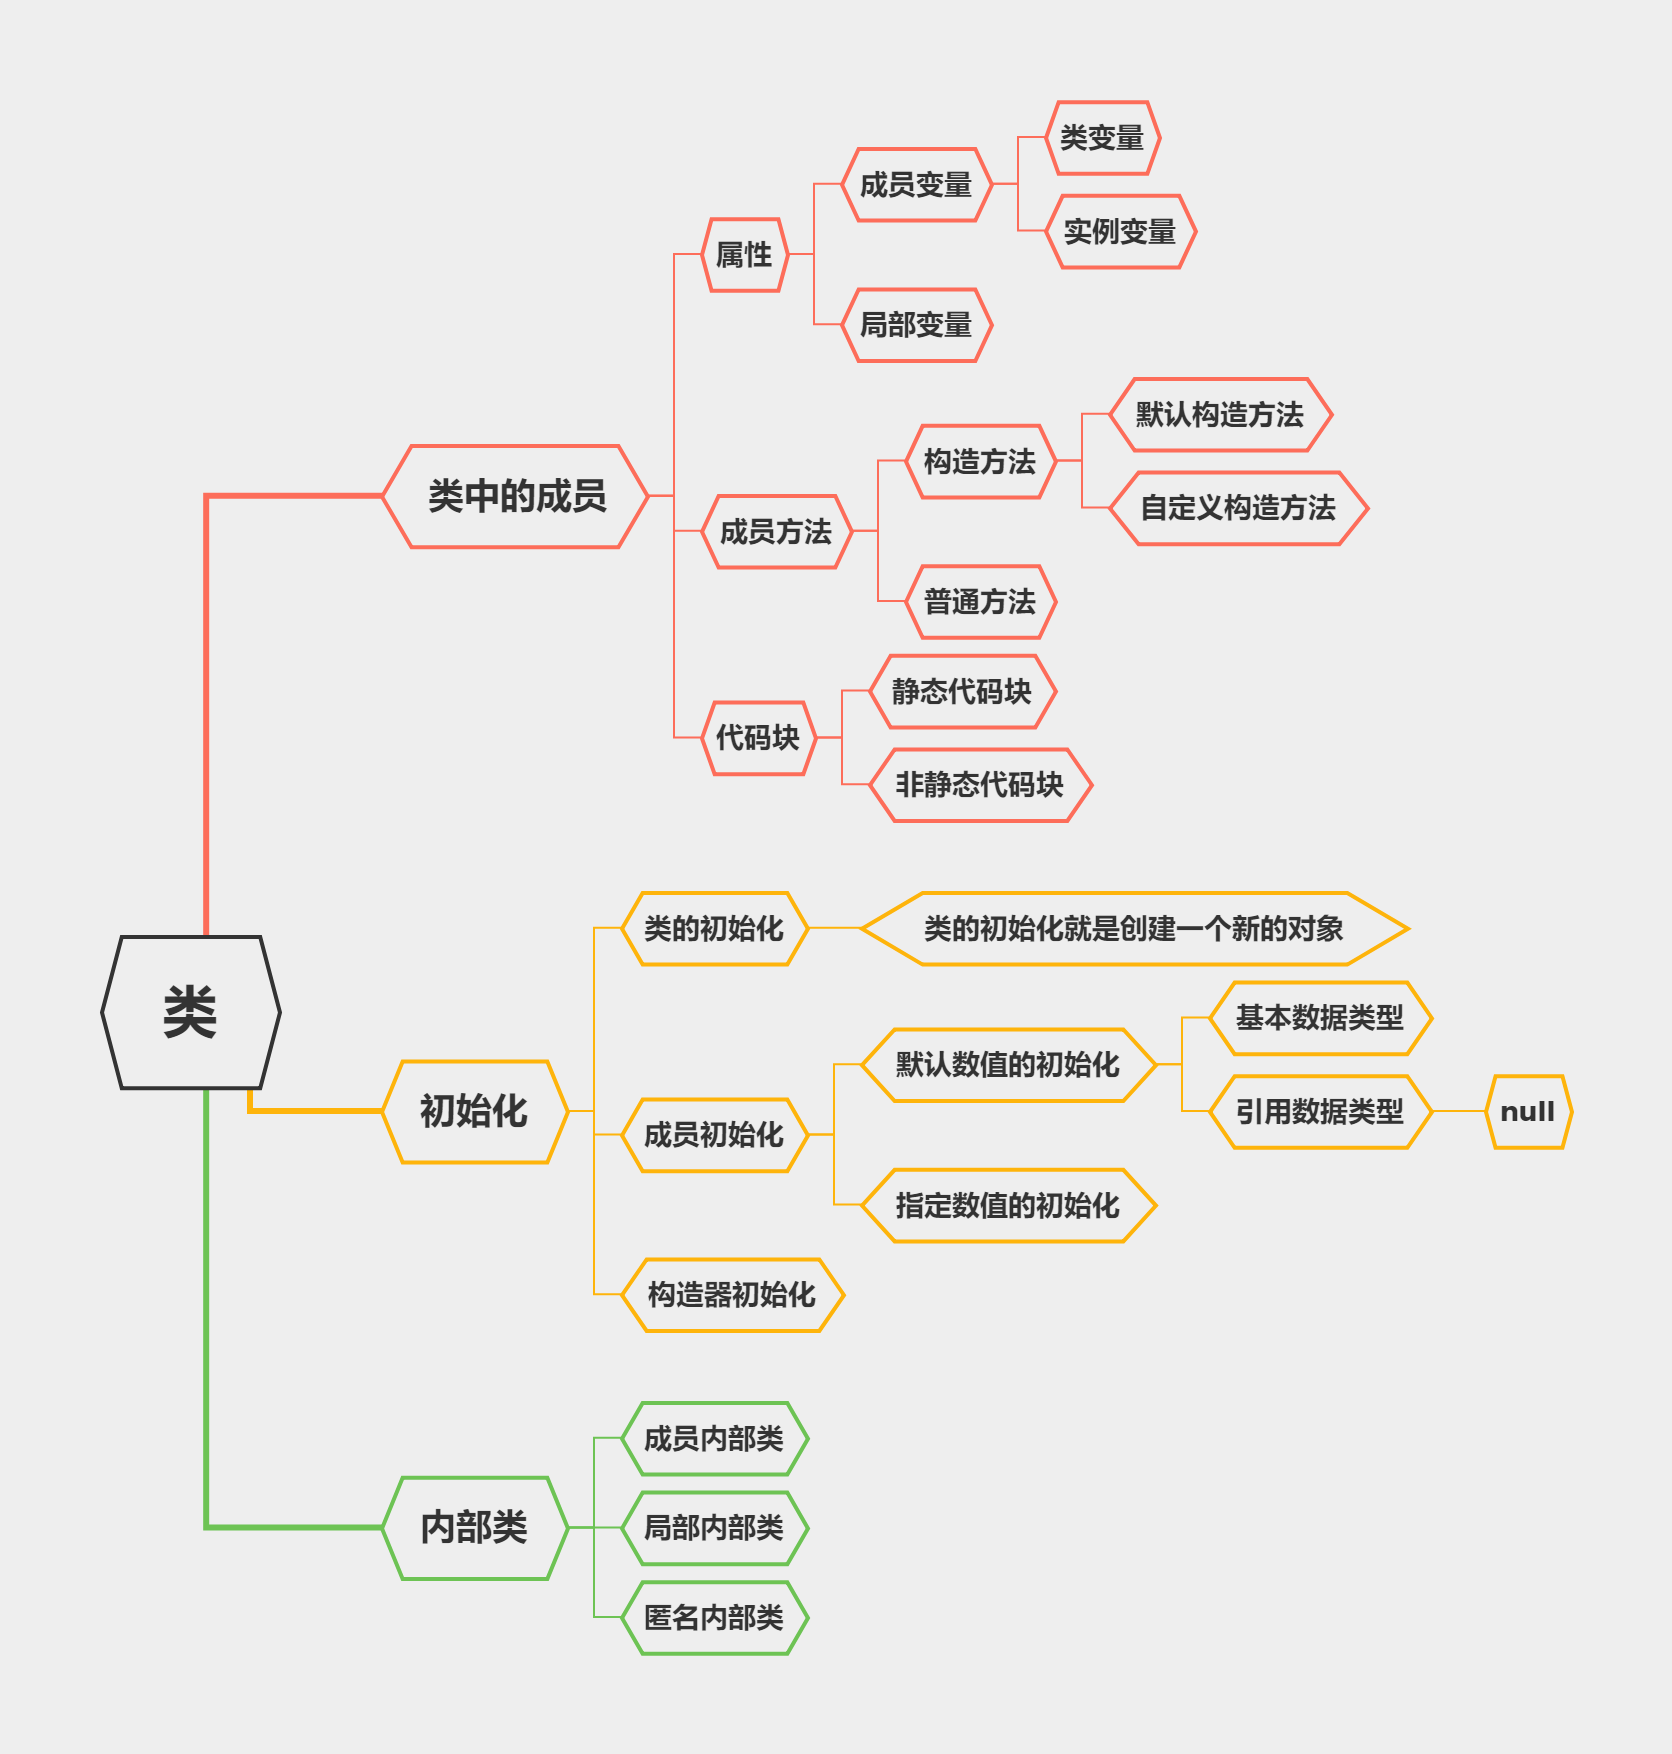 类
类中的成员
属性
成员变量
类变量
实例变量
局部变量
成员方法
构造方法
默认构造方法
自定义构造方法
普通方法
代码块
静态代码块
非静态代码块
初始化
类的初始化
类的初始化就是创建一个新的对象
成员初始化
默认数值的初始化
基本数据类型
引用数据类型
null
指定数值的初始化
构造器初始化
内部类
成员内部类
局部内部类
匿名内部类